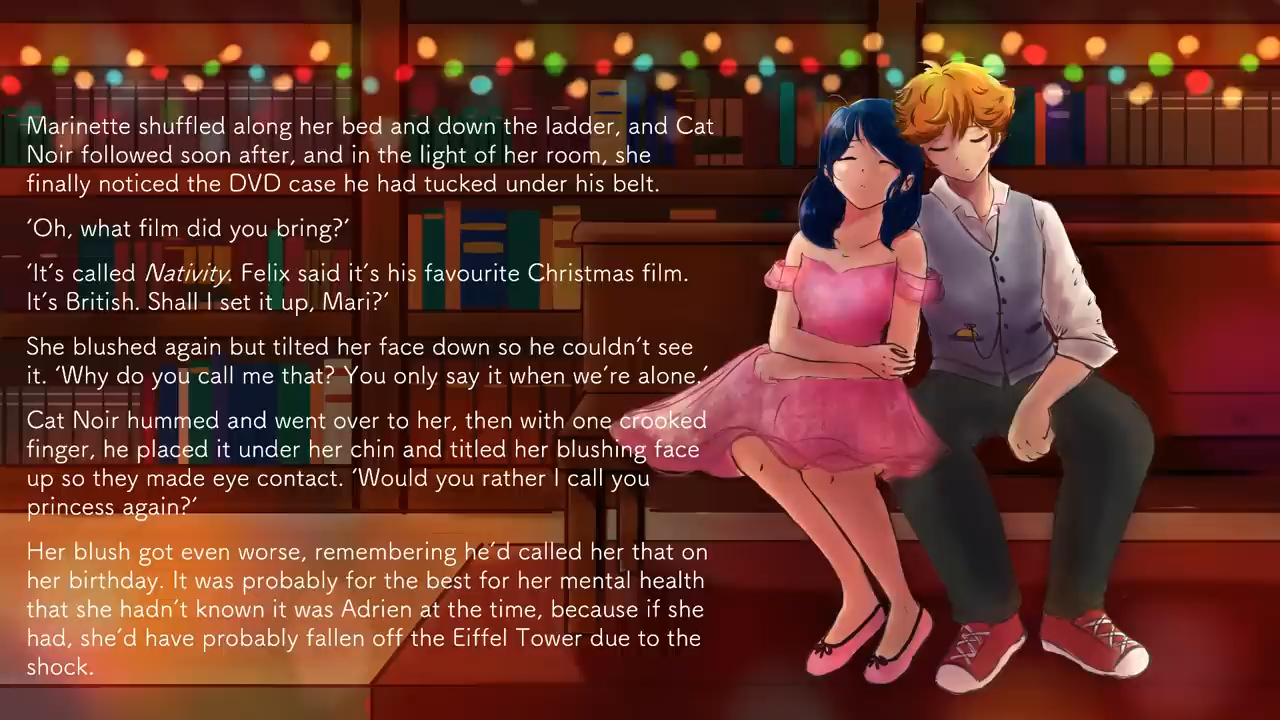 Marinette shuffled along her bed and down the ladder, and Cat
Noir followed soon after, and in the light of her room, she
finally noticed the DVD case he had tucked under his belt.
‘Oh, what film did you bring?’
‘It’s called Nativity. Felix said it’s his favourite Christmas film.
It’s British. Shall I set it up, Mari?’
She blushed again but tilted her face down so he couldn’t see
it. ‘Why do you call me that? You only say it when we’re alone.’
Cat Noir hummed and went over to her, then with one crooked
finger, he placed it under her chin and titled her blushing face
up so they made eye contact. ‘Would you rather I call you
princess again?’
Her blush got even worse, remembering he’d called her that on
her birthday. It was probably for the best for her mental health
that she hadn’t known it was Adrien at the time, because if she
had, she’d have probably fallen off the Eiffel Tower due to the
shock.